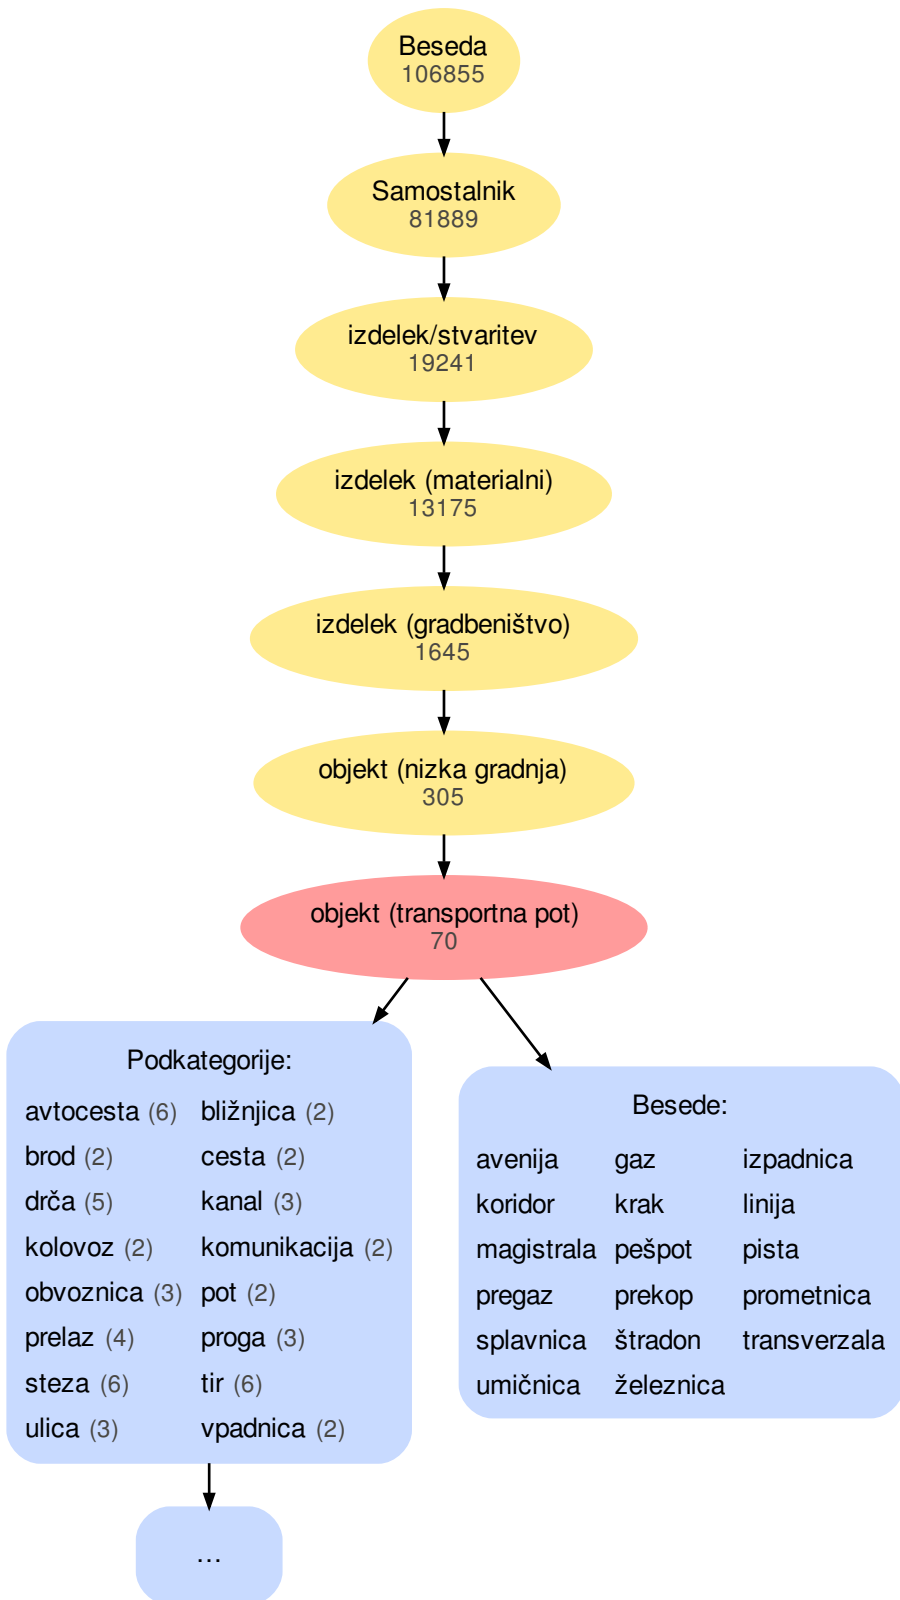 Beseda
106855
Samostalnik
81889
izdelek/stvaritev
19241
izdelek (materialni)
13175
izdelek (gradbeništvo)
1645
objekt (nizka gradnja)
305
objekt (transportna pot)
70
Podkategorije:
avtocesta (6) bližnjica (2)
brod (2) cesta (2)
drča (5) kanal (3)
kolovoz (2) komunikacija (2)
obvoznica (3) pot (2)
prelaz (4) proga (3)
steza (6) tir (6)
ulica (3) vpadnica (2)
...
Besede:
avenija gaz izpadnica
koridor krak linija
magistrala pešpot pista
pregaz prekop prometnica
splavnica štradon transverzala
umičnica železnica